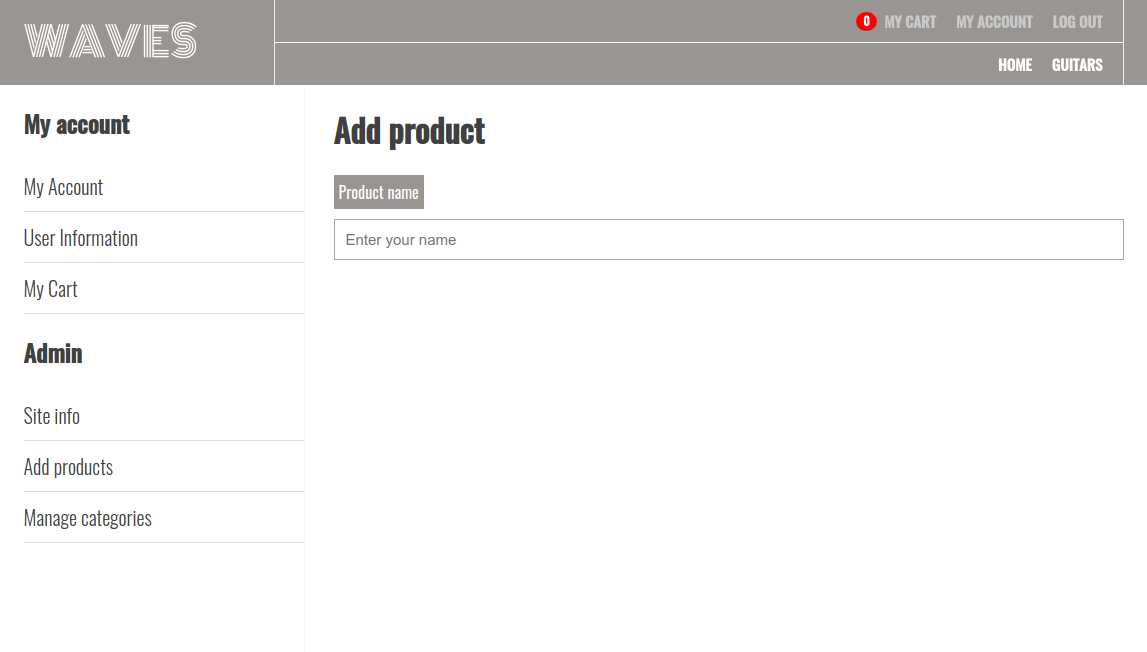 WAVES
0 MY CART MY ACCOUNT LOG OUT
HOME GUITARS
My account
My Account
User Information
My Cart
Admin
Site info
Add products
Manage categories
Add product
Product name
Enter your name